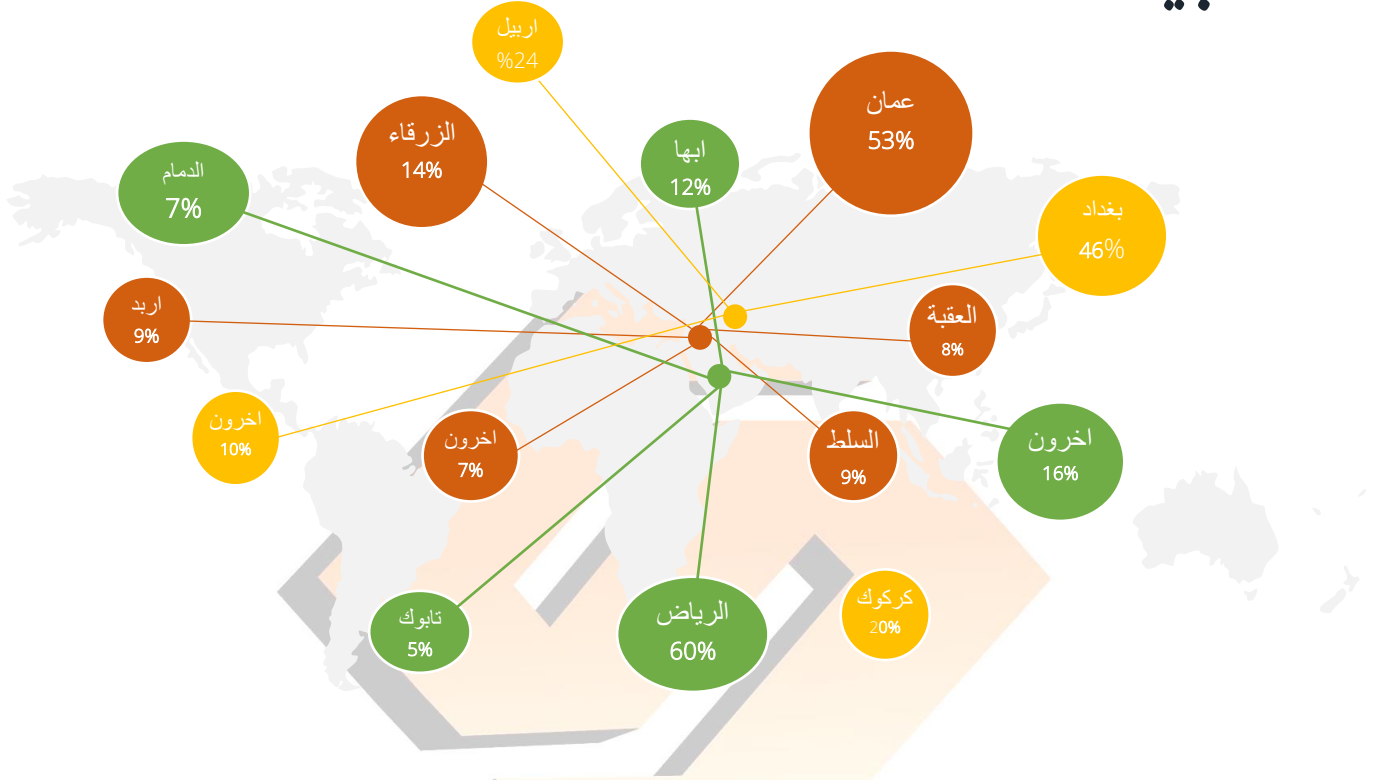 اربيل
%24
عمان
53%
الزرقاء
14%
ابها
12%
الدمام
7%
بغداد
46%
اربد
9%
العقبة
8%
اخرون
10%
اخرون
7%
السلط
9%
اخرون
16%
كركوك
20%
تابوك
5%
الرياض
60%